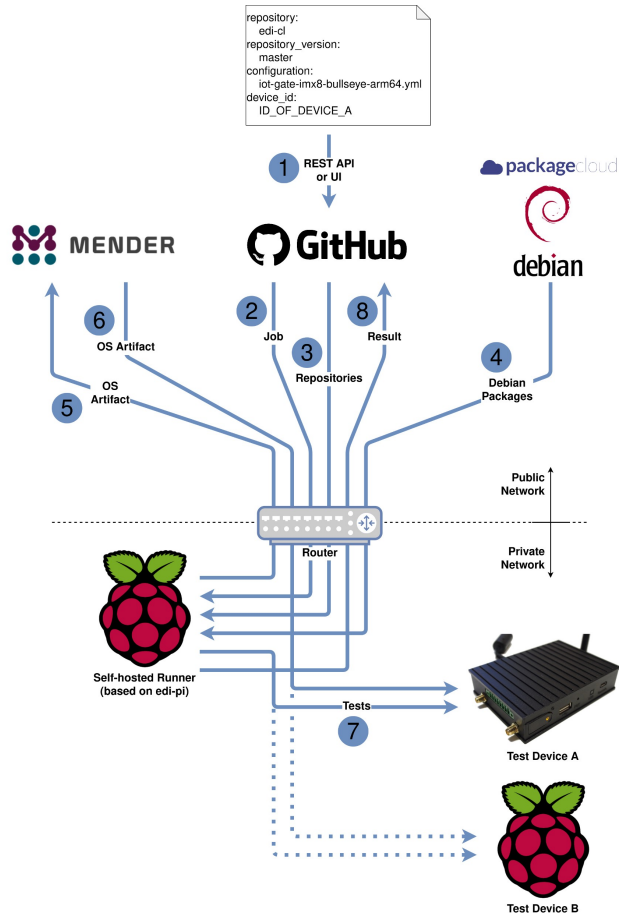 repository:
edi-cl
repository_version:
master
configuration:
iot-gate-imx8-bullseye-arm64.yml
device_id:
ID_OF_DEVICE_A
1
REST API
or UI
packagecloud
debian
MENDER
GitHub
2
Job
3
Repositories
8
Result
6
OS Artifact
5
OS
Artifact
4
Debian
Packages
Public
Network
Router
Private
Network
Self-hosted Runner
(based on edi-pi)
Tests
7
Test Device A
Test Device B